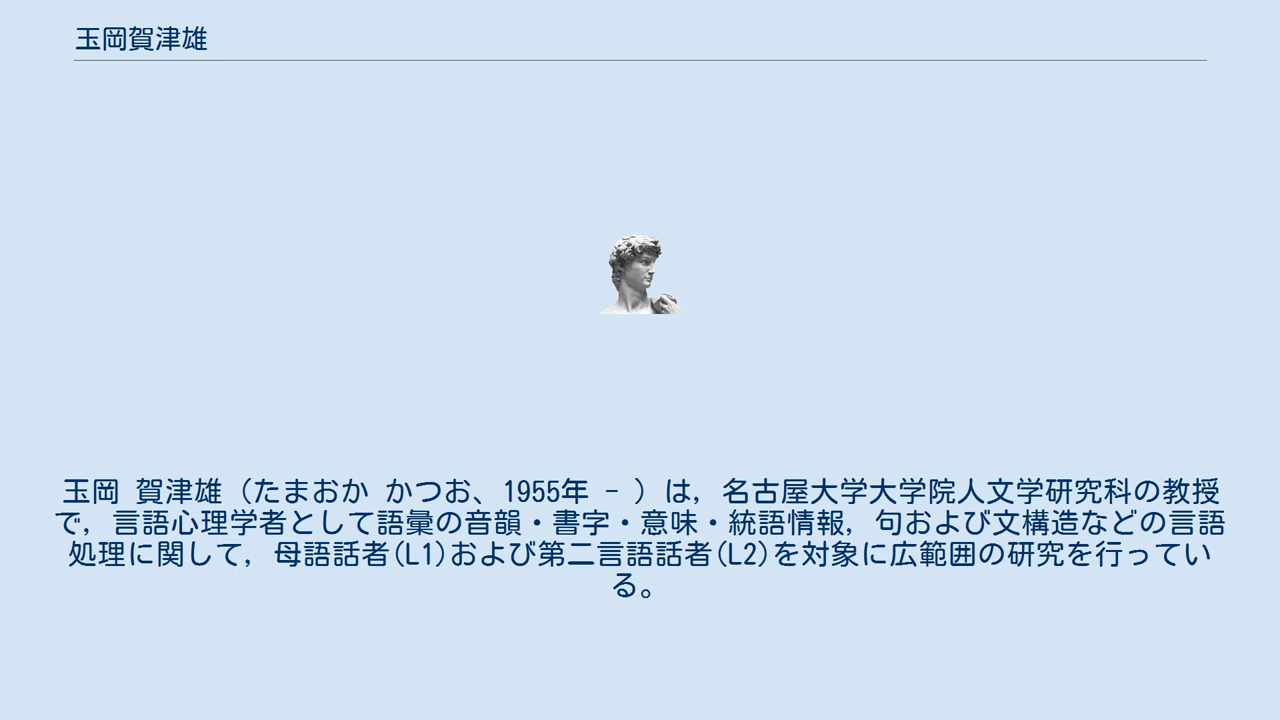 玉岡賀津雄
玉岡 賀津雄（たまおか かつお、1955年 - ）は，名古屋大学大学院人文学研究科の教授
で，言語心理学者として語彙の音韻・書字・意味・統語情報，句および文構造などの言語
処理に関して，母語話者(L1)および第二言語話者(L2)を対象に広範囲の研究を行ってい
る。